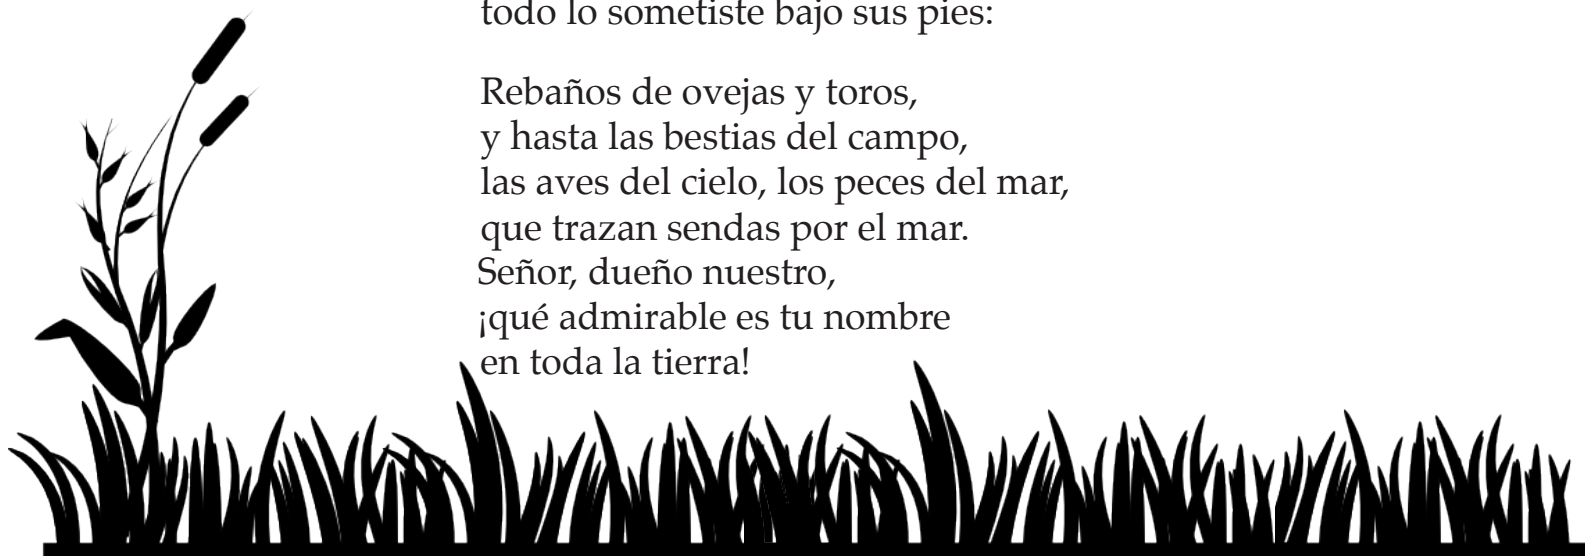 todo lo sometiste bajo sus pies:
Rebaños de ovejas y toros,
y hasta las bestias del campo,
las aves del cielo, los peces del mar,
que trazan sendas por el mar.
Señor, dueño nuestro,
¡qué admirable es tu nombre
en toda la tierra!